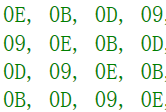 0E, 0B, 0D, 09,
09, 0E, 0B, 0D,
0D, 09, 0E, 0B,
0B, 0D, 09, 0E